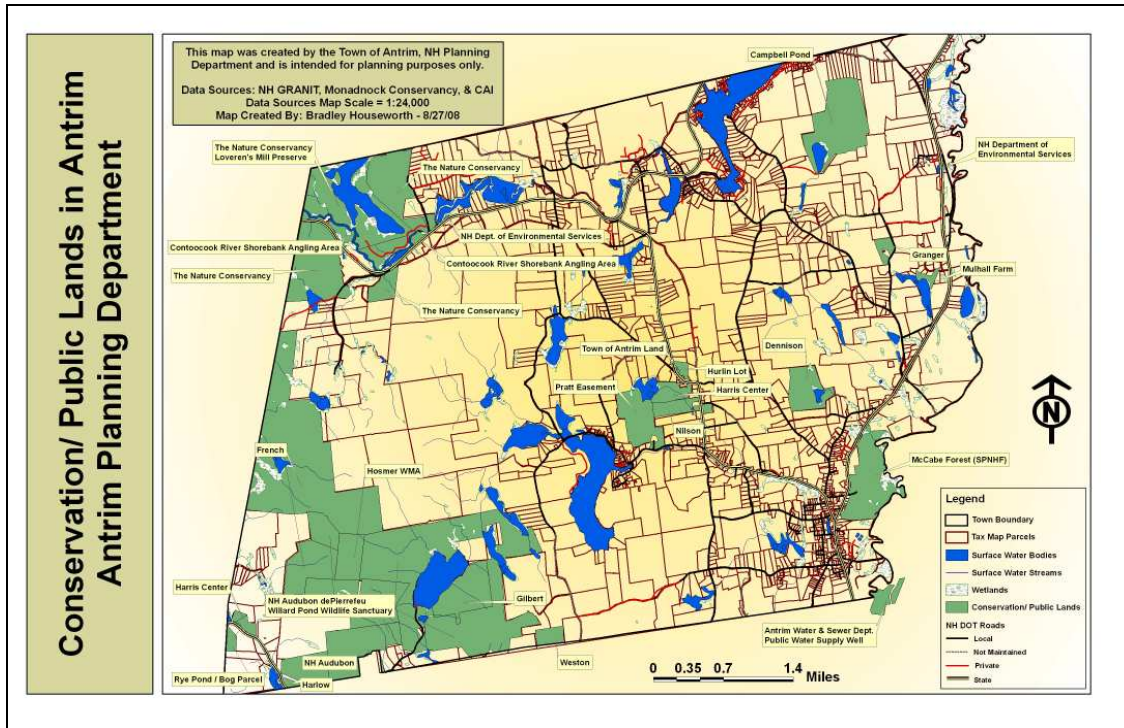 Conservation/ Public Lands in Antrim
Antrim Planning Department
This map was created by the Town of Antrim, NH Planning
Department and is intended for planning purposes only.
Data Sources: NH GRANIT, Monadnock Conservancy, & CAI
Data Sources Map Scale = 1:24,000
Map Created By: Bradley Houseworth - 8/27/08
Campbell Pond
The Nature Conservancy
Loveren's Mill Preserve
The Nature Conservancy
NH Department of
Environmental Services
NH Dept. of Environmental Services
Contoocook River Shorebank Angling Area
Contoocook River Shorebank Angling Area
Granger
The Nature Conservancy
Mulhall Farm
The Nature Conservancy
Town of Antrim Land
Dennison
Hurlin Lot
Pratt Easement
Harris Center
Nilson
French
Hosmer WMA
McCabe Forest (SPNHF)
N
Harris Center
NH Audubon dePierrefeu
Willard Pond Wildlife Sanctuary
Gilbert
Antrim Water & Sewer Dept.
Public Water Supply Well
NH Audubon
Weston
Rye Pond / Bog Parcel
Harlow
0 0.35 0.7 1.4
Miles
Legend
Town Boundary
Tax Map Parcels
Surface Water Bodies
Surface Water Streams
Wetlands
Conservation/ Public Lands
NH DOT Roads
Local
Not Maintained
Private
State